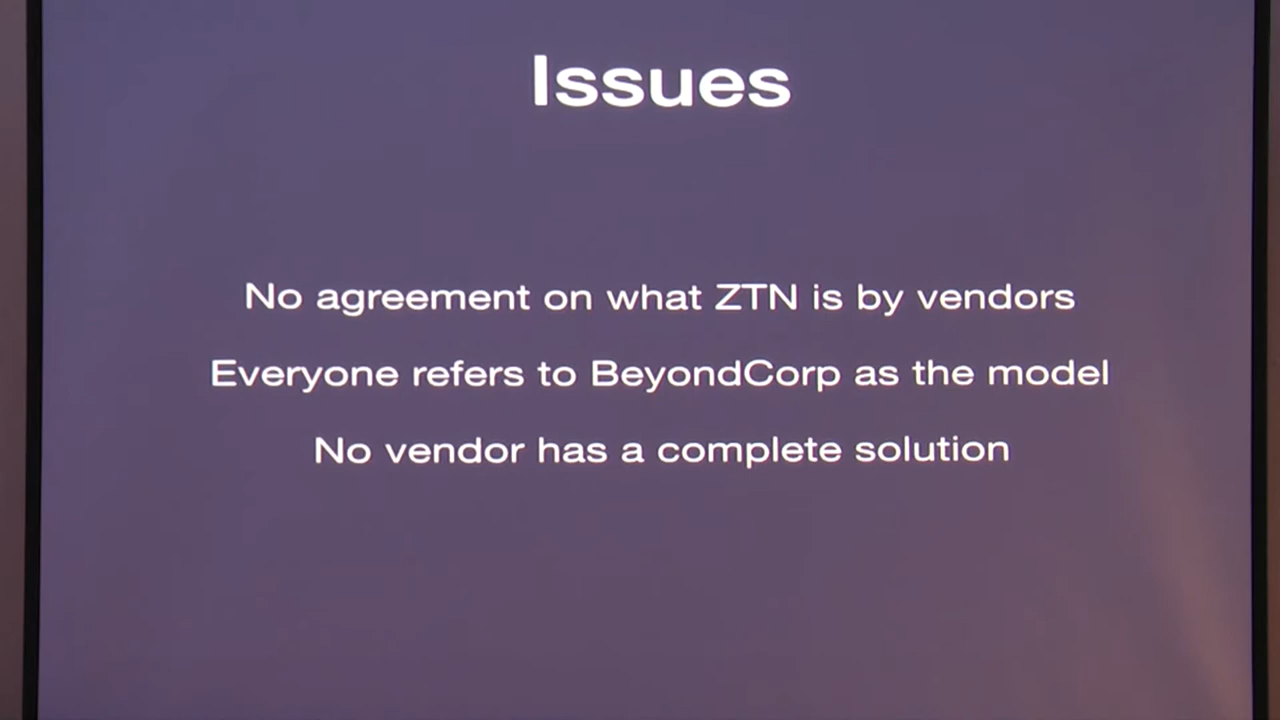 Issues
No agreement on what ZTN is by vendors
Everyone refers to BeyondCorp as the model
No vendor has a complete solution